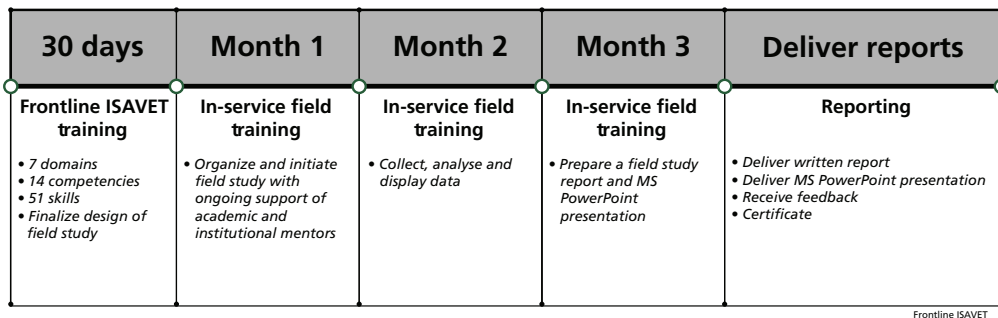 30 days
Month 1
Month 2
Month 3
Deliver reports
Frontline ISAVET
training
• 7 domains
• 14 competencies
• 51 skills
• Finalize design of
field study
In-service field
training
• Organize and initiate
field study with
ongoing support of
academic and
institutional mentors
In-service field
training
• Collect, analyse and
display data
In-service field
training
• Prepare a field study
report and MS
PowerPoint
presentation
Reporting
• Deliver written report
• Deliver MS PowerPoint presentation
• Receive feedback
• Certificate
Frontline ISAVET